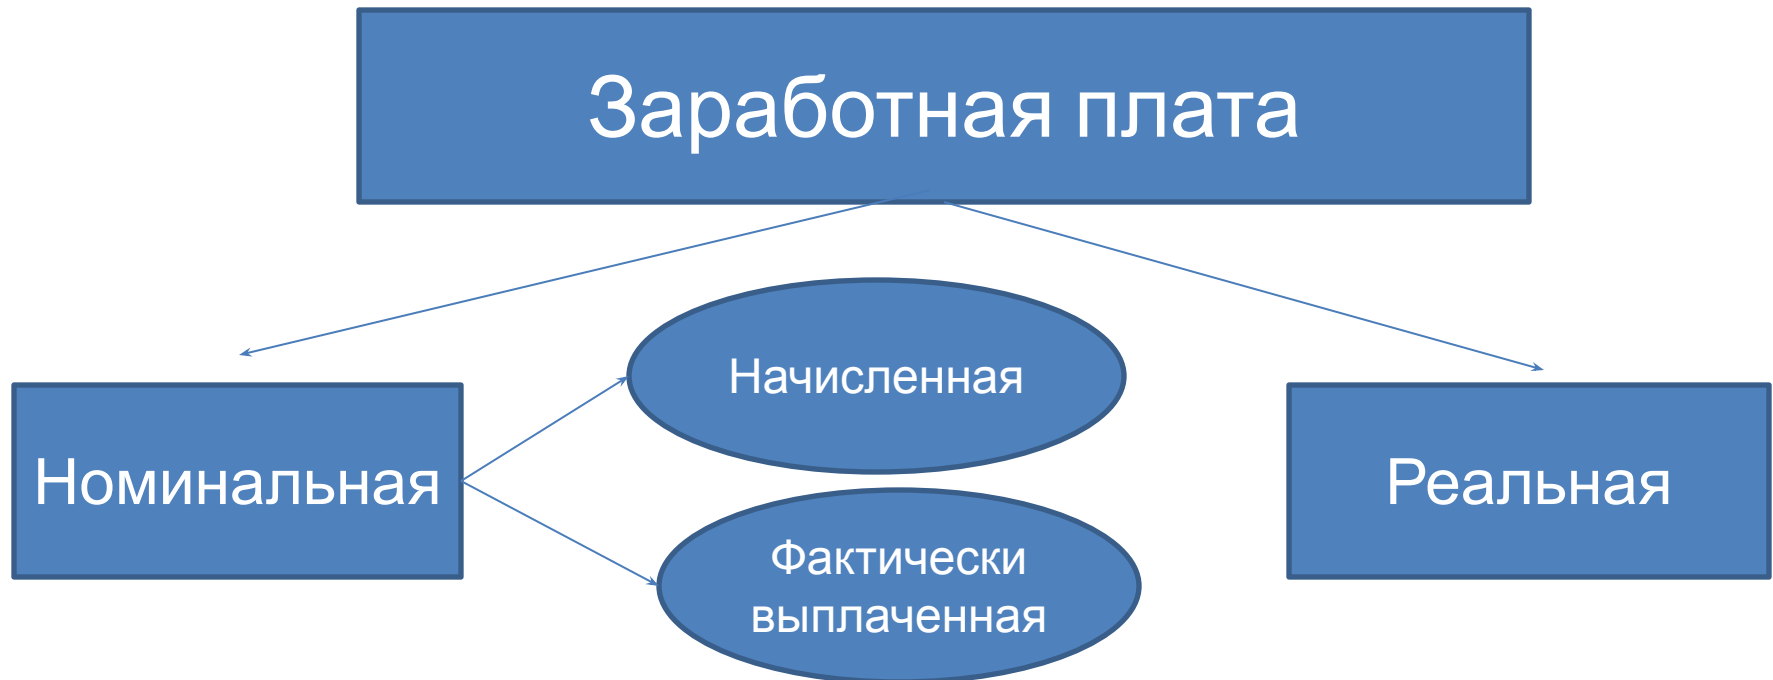 Заработная плата
Начисленная
Номинальная
Реальная
Фактически
выплаченная